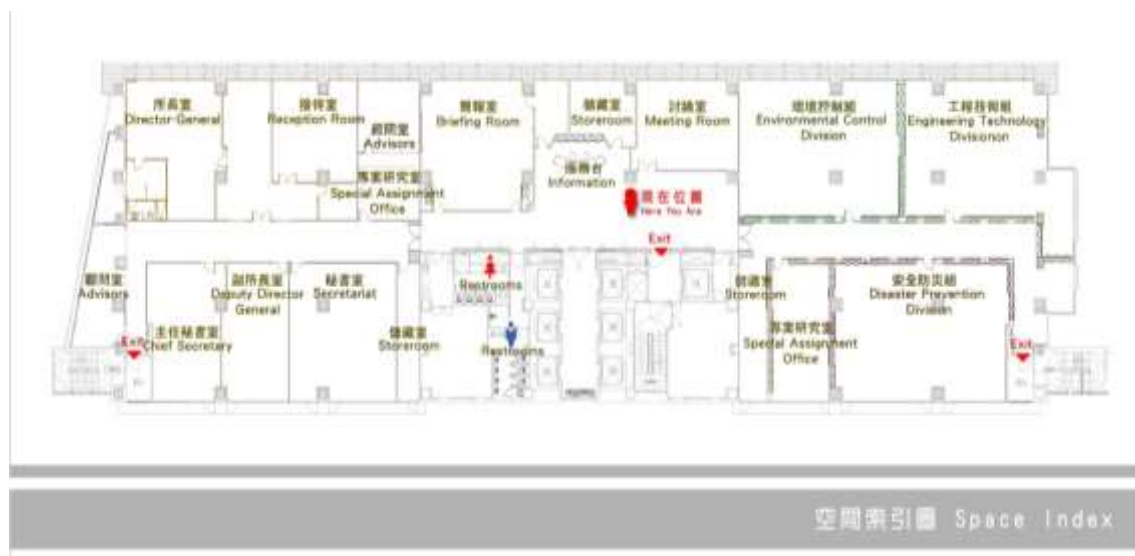 所長室
Director-General
接待室
Reception Room
顧問室
Advisors
專案研究室
Special Assignment
Office
簡報室
Briefing Room
儲藏室
Storeroom
討論室
Meeting Room
環境控制組
Environmental Control
Division
工程技術組
Engineering Technology
Divisionon
服務台
Information
現在位置
Here You Are
Exit
顧問室
Advisors
副所長室
Deputy Director
General
秘書室
Secretariat
主任秘書室
Chief Secretary
Exit
儲藏室
Storeroom
Restrooms
Restrooms
儲藏室
Storeroom
專案研究室
Special Assignment
Office
安全防災組
Disaster Prevention
Division
Exit
空間索引圖 Space Index